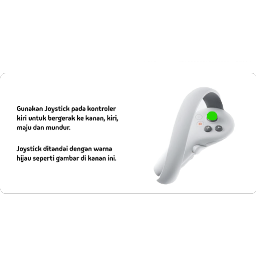 Gunakan Joystick pada kontroler
kiri untuk bergerak ke kanan, kiri,
maju dan mundur.
Joystick ditandai dengan warna
hijau seperti gambar di kanan ini.